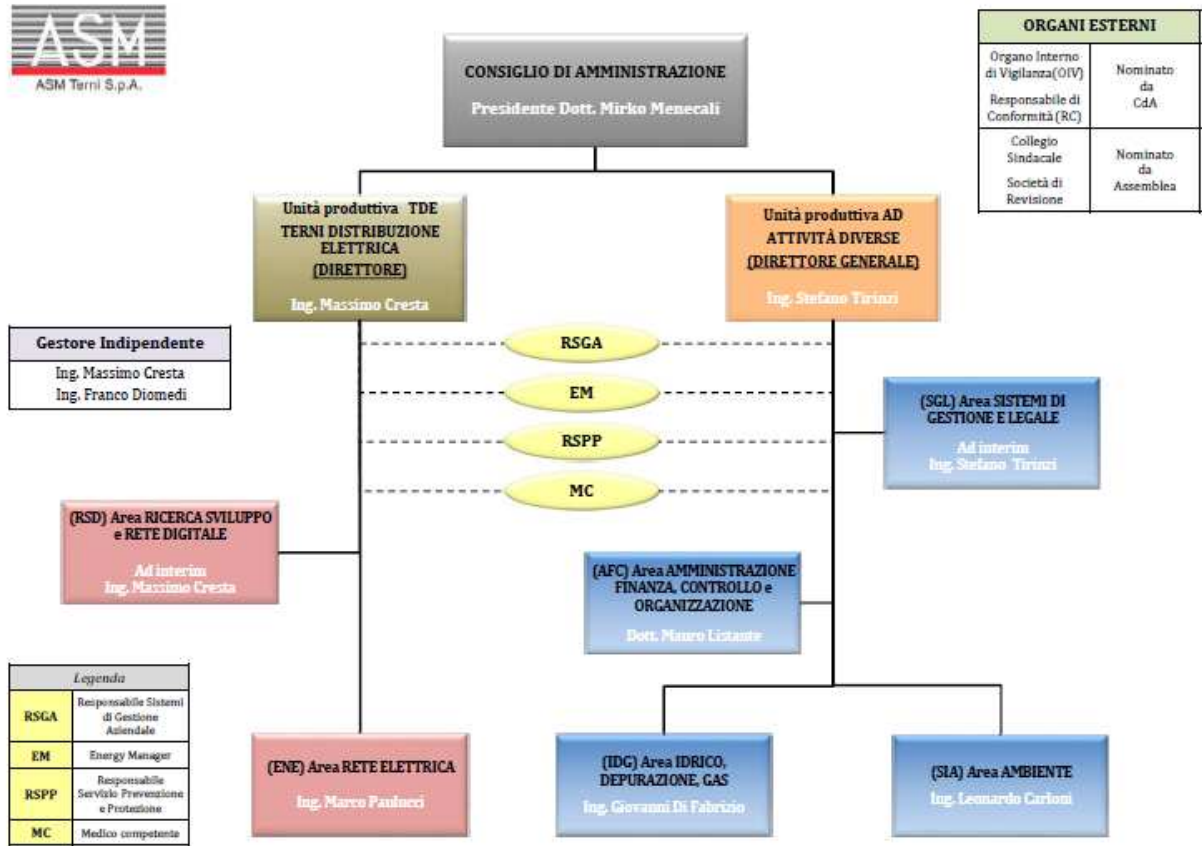 ASM
ASM Terni S.p.A.
CONSIGLIO DI AMMINISTRAZIONE
Presidente Dott. Mirko Menecali
ORGANI ESTERNI
Organo Interno
di Vigilanza(OIV)
Responsabile di
Conformità (RC)
Nominato
da
CdA
Collegio
Sindacale
Società di
Revisione
Nominato
da
Assemblea
Unità produttiva TDE
TERNI DISTRIBUZIONE
ELETTRICA
(DIRETTORE)
Ing. Massimo Cresta
Unità produttiva AD
ATTIVITÀ DIVERSE
(DIRETTORE GENERALE)
Ing. Stefano Tirinzi
Gestore Indipendente
Ing. Massimo Cresta
Ing. Franco Diomedi
RSGA
EM
RSPP
MC
(SGL) Area SISTEMI DI
GESTIONE E LEGALE
Ad interim
Ing. Stefano Tirinzi
(RSD) Area RICERCA SVILUPPO
e RETE DIGITALE
Ad interim
Ing. Massimo Cresta
(AFC) Area AMMINISTRAZIONE
FINANZA, CONTROLLO e
ORGANIZZAZIONE
Dott. Mauro Listante
Legenda
RSGA
Responsabile Sistemi
di Gestione
Aziendale
EM
Energy Manager
RSPP
Responsabile
Servizio Prevenzione
e Protezione
MC
Medico competente
(ENE) Area RETE ELETTRICA
Ing. Marco Paulucci
(IDG) Area IDRICO,
DEPURAZIONE, GAS
Ing. Giovanni Di Fabrizio
(SIA) Area AMBIENTE
Ing. Leonardo Carloni